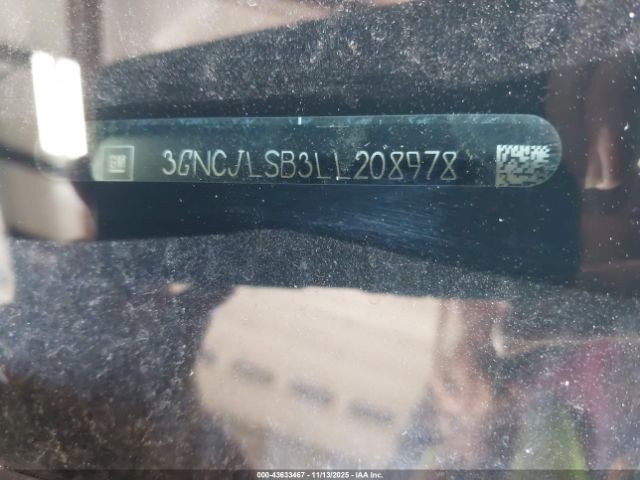 GM 3GNCJLSB3LL208978
000-43633467 - 11/13/2025 - IAA Inc.